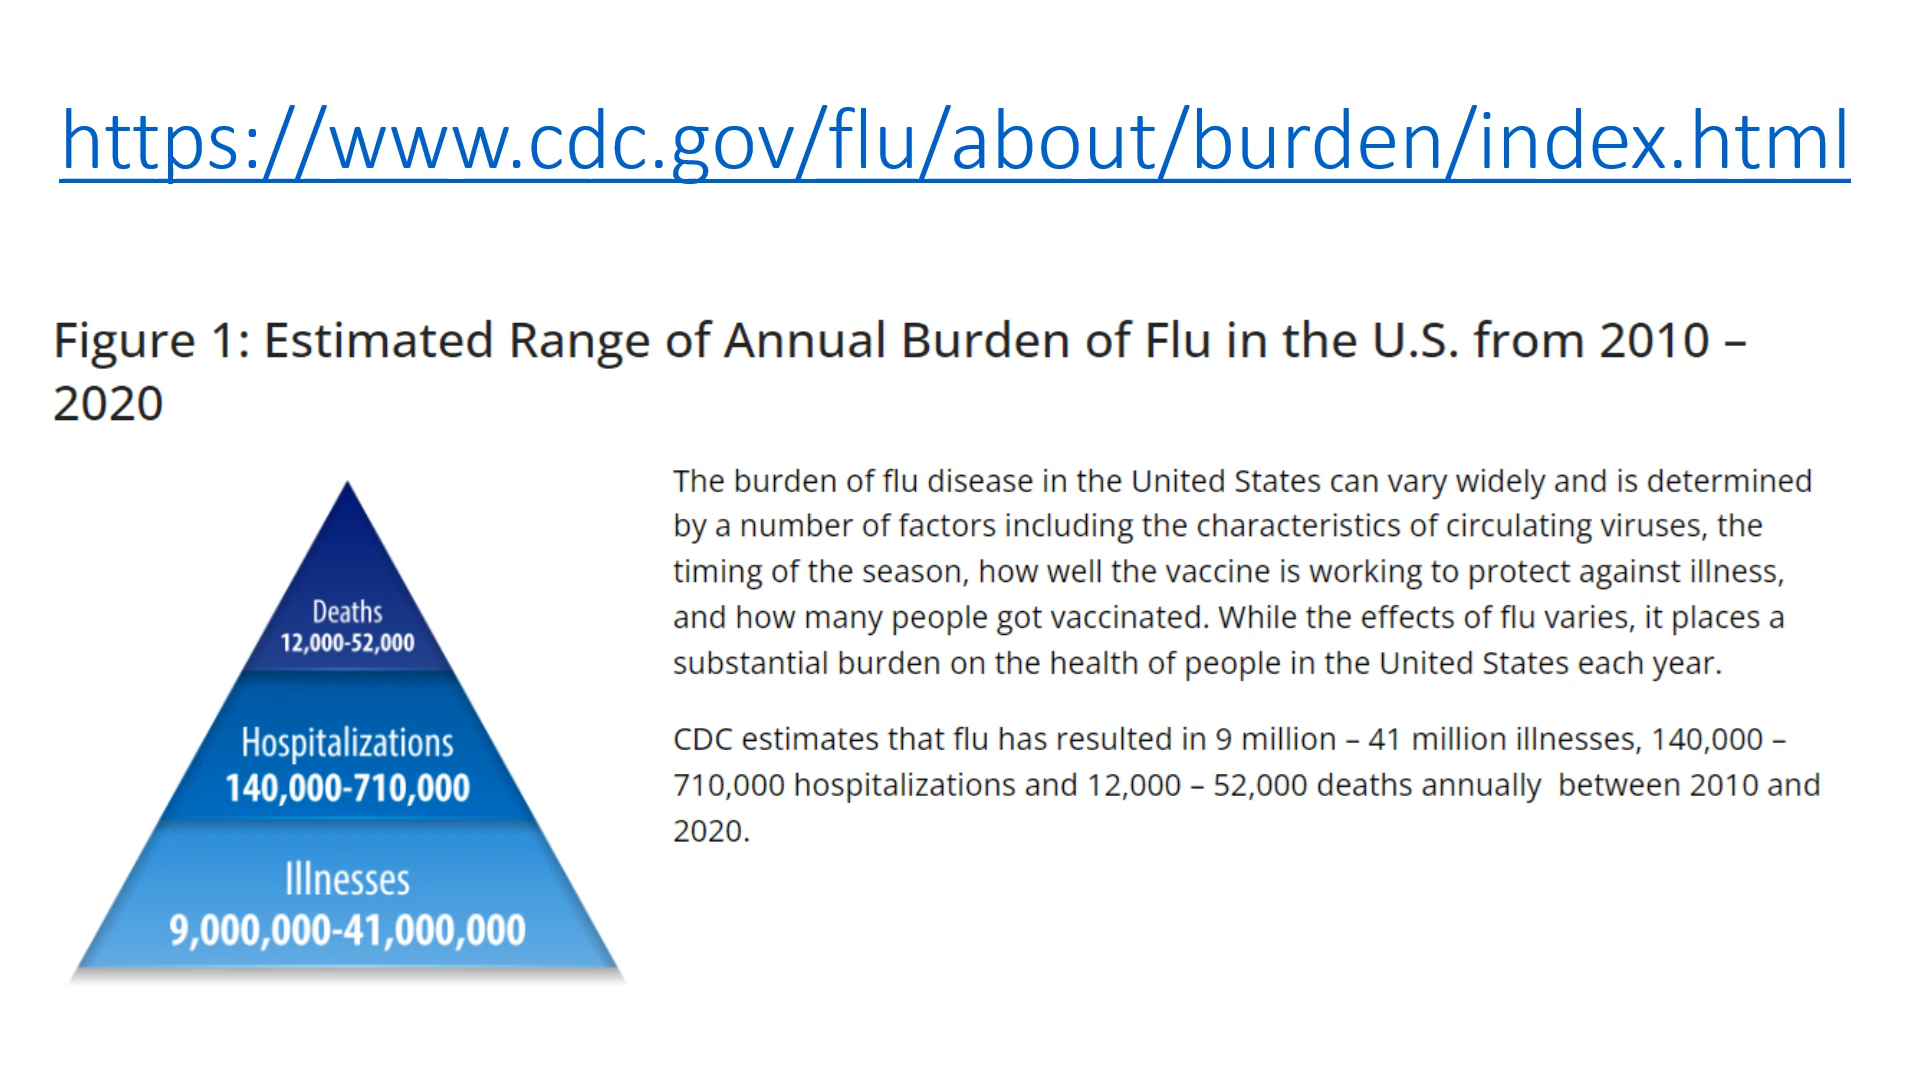 https://www.cdc.gov/flu/about/burden/index.html
Figure 1: Estimated Range of Annual Burden of Flu in the U.S. from 2010 –
2020
Deaths
12,000-52,000
Hospitalizations
140,000-710,000
Illnesses
9,000,000-41,000,000
The burden of flu disease in the United States can vary widely and is determined
by a number of factors including the characteristics of circulating viruses, the
timing of the season, how well the vaccine is working to protect against illness,
and how many people got vaccinated. While the effects of flu varies, it places a
substantial burden on the health of people in the United States each year.
CDC estimates that flu has resulted in 9 million – 41 million illnesses, 140,000 –
710,000 hospitalizations and 12,000 – 52,000 deaths annually  between 2010 and
2020.